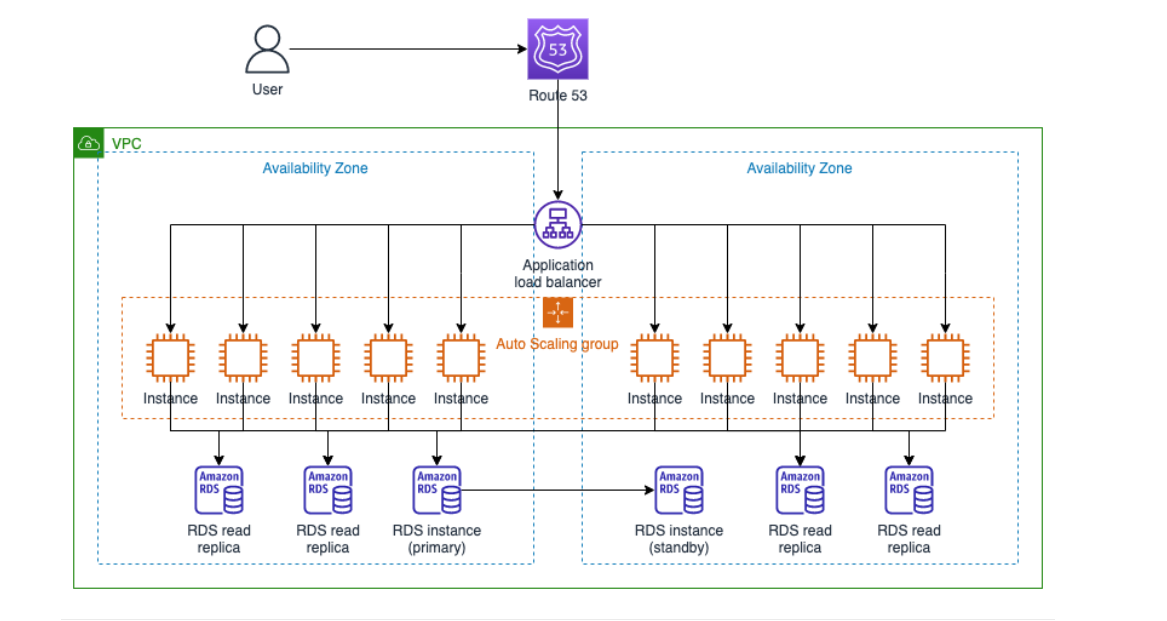 53
User
Route 53
VPC
Availability Zone
Availability Zone
Application
load balancer
Auto Scaling group
Instance
Instance
Instance
Instance
Instance
Instance
Instance
Instance
Instance
Instance
Amazon
RDS
Amazon
RDS
Amazon
RDS
Amazon
RDS
Amazon
RDS
Amazon
RDS
RDS read
replica
RDS read
replica
RDS instance
(primary)
RDS instance
(standby)
RDS read
replica
RDS read
replica